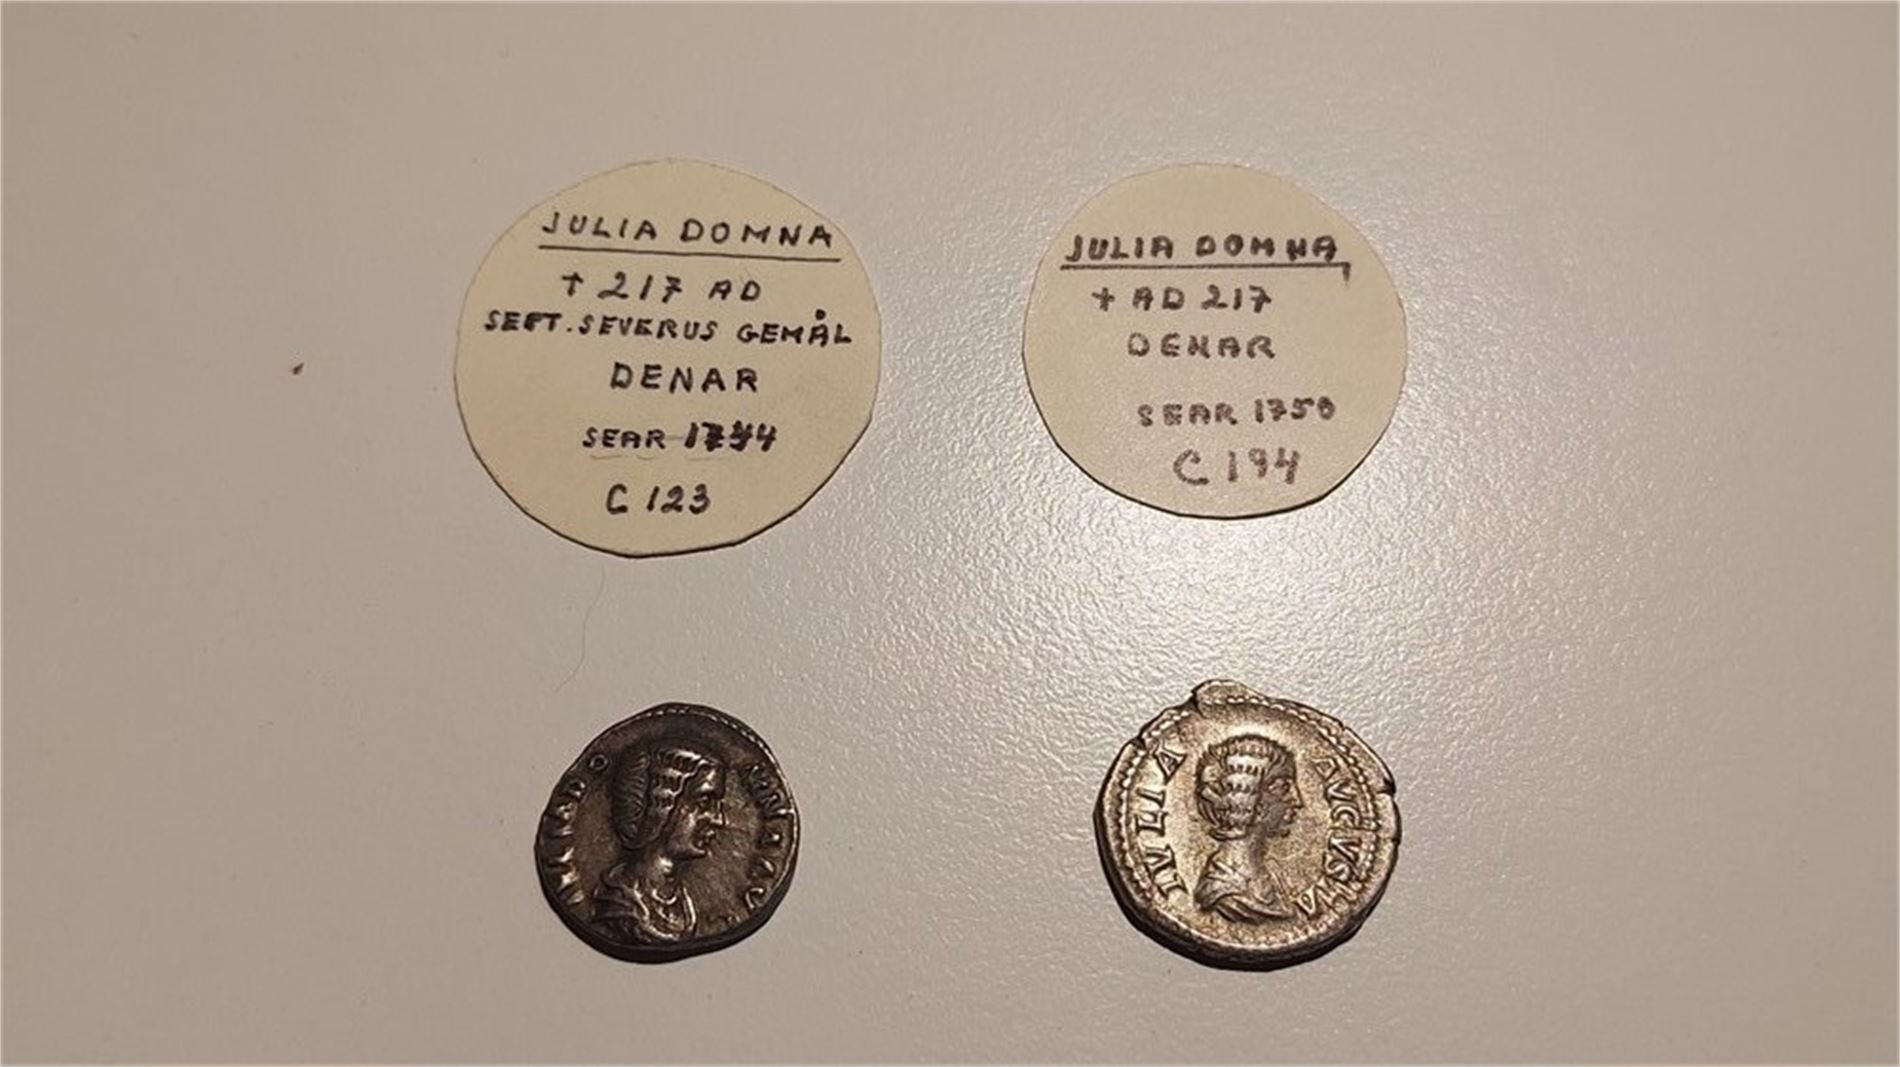 JULIA DOMNA
+ 217 AD
SEPT. SEVERUS GEMÅL
DENAR
SEAR 1744
C 123
JULIA DOMNA
+ AD 217
DENAR
SEAR 1750
C 194
IVLIA AVGVSTA